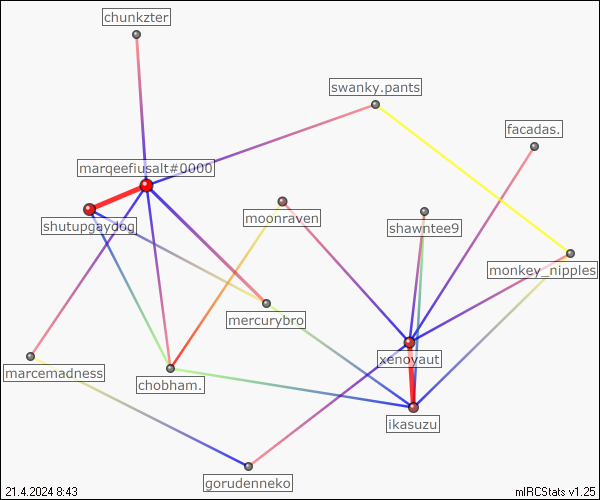 chunkzter
swanky.pants
facadas.
marqeefiusalt#0000
moonraven
shutupgaydog
shawntee9
monkey_nipples
mercurybro
xenoyaut
marcemadness
chobham.
ikasuzu
gorudenneko
21.4.2024 8:43
mIRCStats v1.25